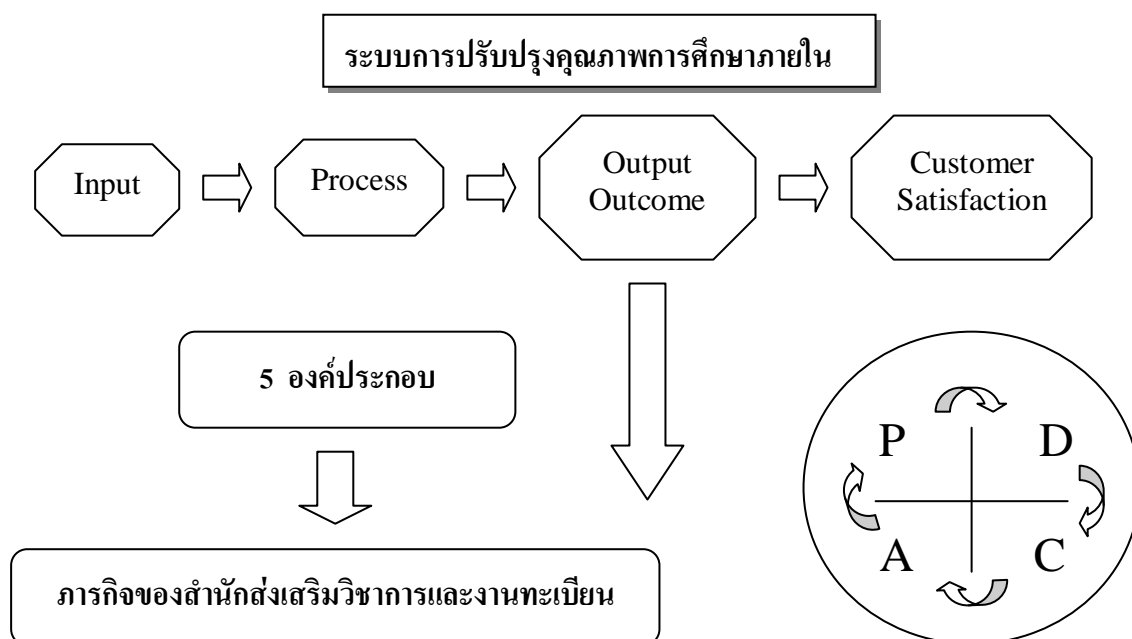 ระบบการปรับปรุงคุณภาพการศึกษาภายใน
Input
Process
Output
Outcome
Customer
Satisfaction
5 องค์ประกอบ
P
D
A
C
ภารกิจของสำนักส่งเสริมวิชาการและงานทะเบียน